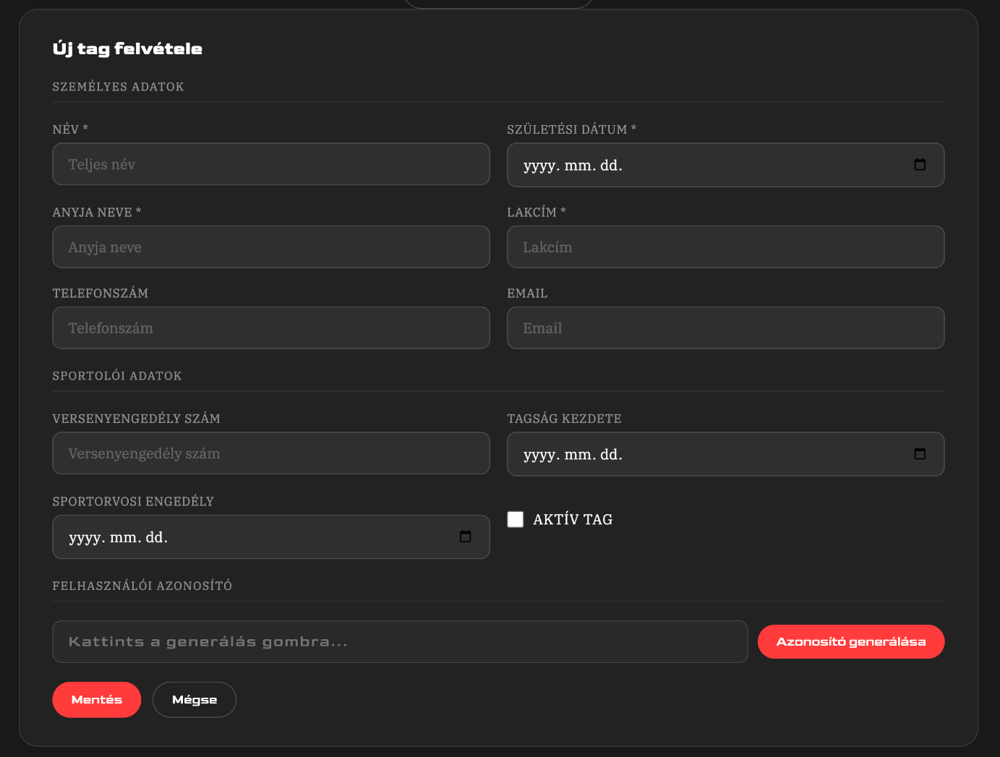 Új tag felvétele
SZEMÉLYES ADATOK
NÉV *
SZÜLETÉSI DÁTUM *
Teljes név
yyyy. mm. dd.
ANYJA NEVE *
LAKCÍM *
Anyja neve
Lakcím
TELEFONSZÁM
EMAIL
Telefonszám
Email
SPORTOLÓI ADATOK
VERSENYENGEDÉLY SZÁM
TAGSÁG KEZDETE
Versenyengedély szám
yyyy. mm. dd.
SPORTORVOSI ENGEDÉLY
AKTÍV TAG
yyyy. mm. dd.
FELHASZNÁLÓI AZONOSÍTÓ
Kattints a generálás gombra...
Azonosító generálása
Mentés
Mégse